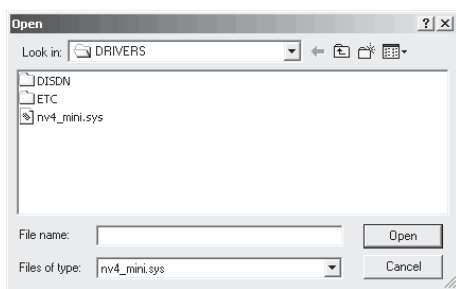 Open
Look in: DRIVERS
DISDN
ETC
nv4_mini.sys
File name: Open
Files of type: nv4_mini.sys Cancel